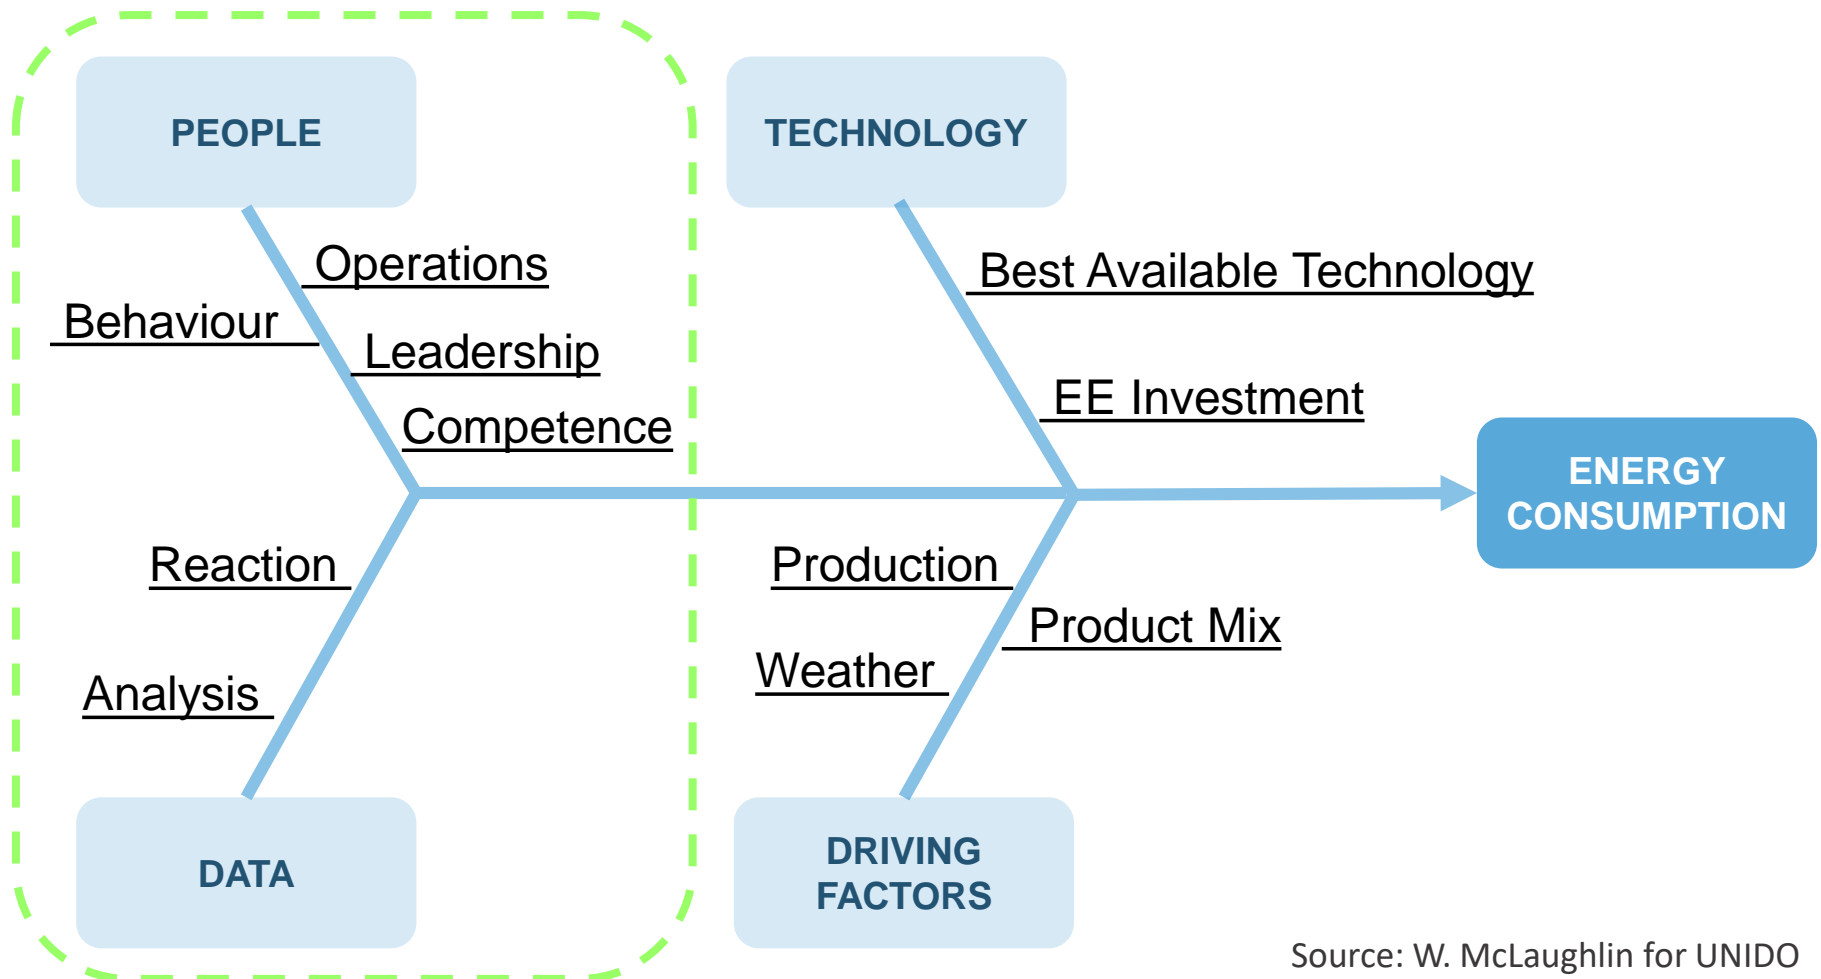 PEOPLE
TECHNOLOGY
Operations
Best Available Technology
Behaviour
Leadership
EE Investment
Competence
ENERGY
CONSUMPTION
Reaction
Production
Product Mix
Weather
Analysis
DATA
DRIVING
FACTORS
Source: W. McLaughlin for UNIDO